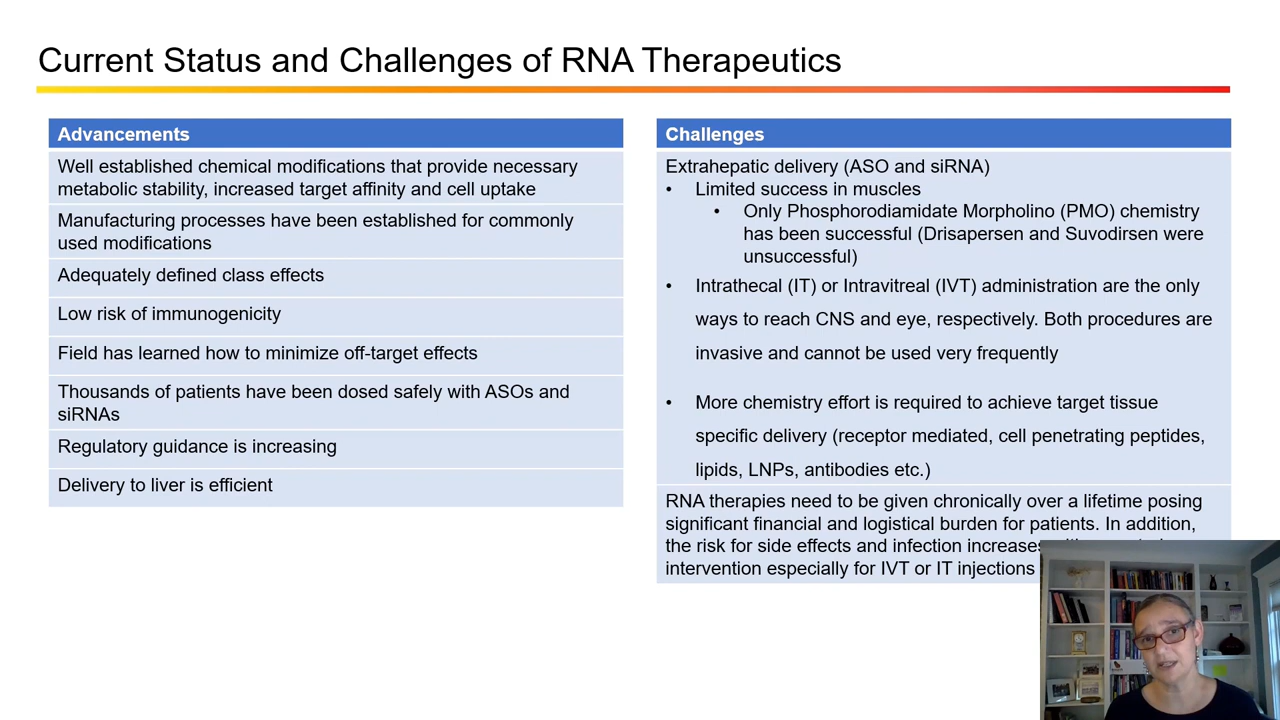 Current Status and Challenges of RNA Therapeutics
Advancements
Well established chemical modifications that provide necessary
metabolic stability, increased target affinity and cell uptake
Manufacturing processes have been established for commonly
used modifications
Adequately defined class effects
Low risk of immunogenicity
Field has learned how to minimize off-target effects
Thousands of patients have been dosed safely with ASOs and
siRNAs
Regulatory guidance is increasing
Delivery to liver is efficient
Challenges
Extrahepatic delivery (ASO and siRNA)
• Limited success in muscles
• Only Phosphorodiamidate Morpholino (PMO) chemistry
has been successful (Drisapersen and Suvodirsen were
unsuccessful)
• Intrathecal (IT) or Intravitreal (IVT) administration are the only
ways to reach CNS and eye, respectively. Both procedures are
invasive and cannot be used very frequently
• More chemistry effort is required to achieve target tissue
specific delivery (receptor mediated, cell penetrating peptides,
lipids, LNPs, antibodies etc.)
RNA therapies need to be given chronically over a lifetime posing
significant financial and logistical burden for patients. In addition,
the risk for side effects and infection increases
intervention especially for IVT or IT injections